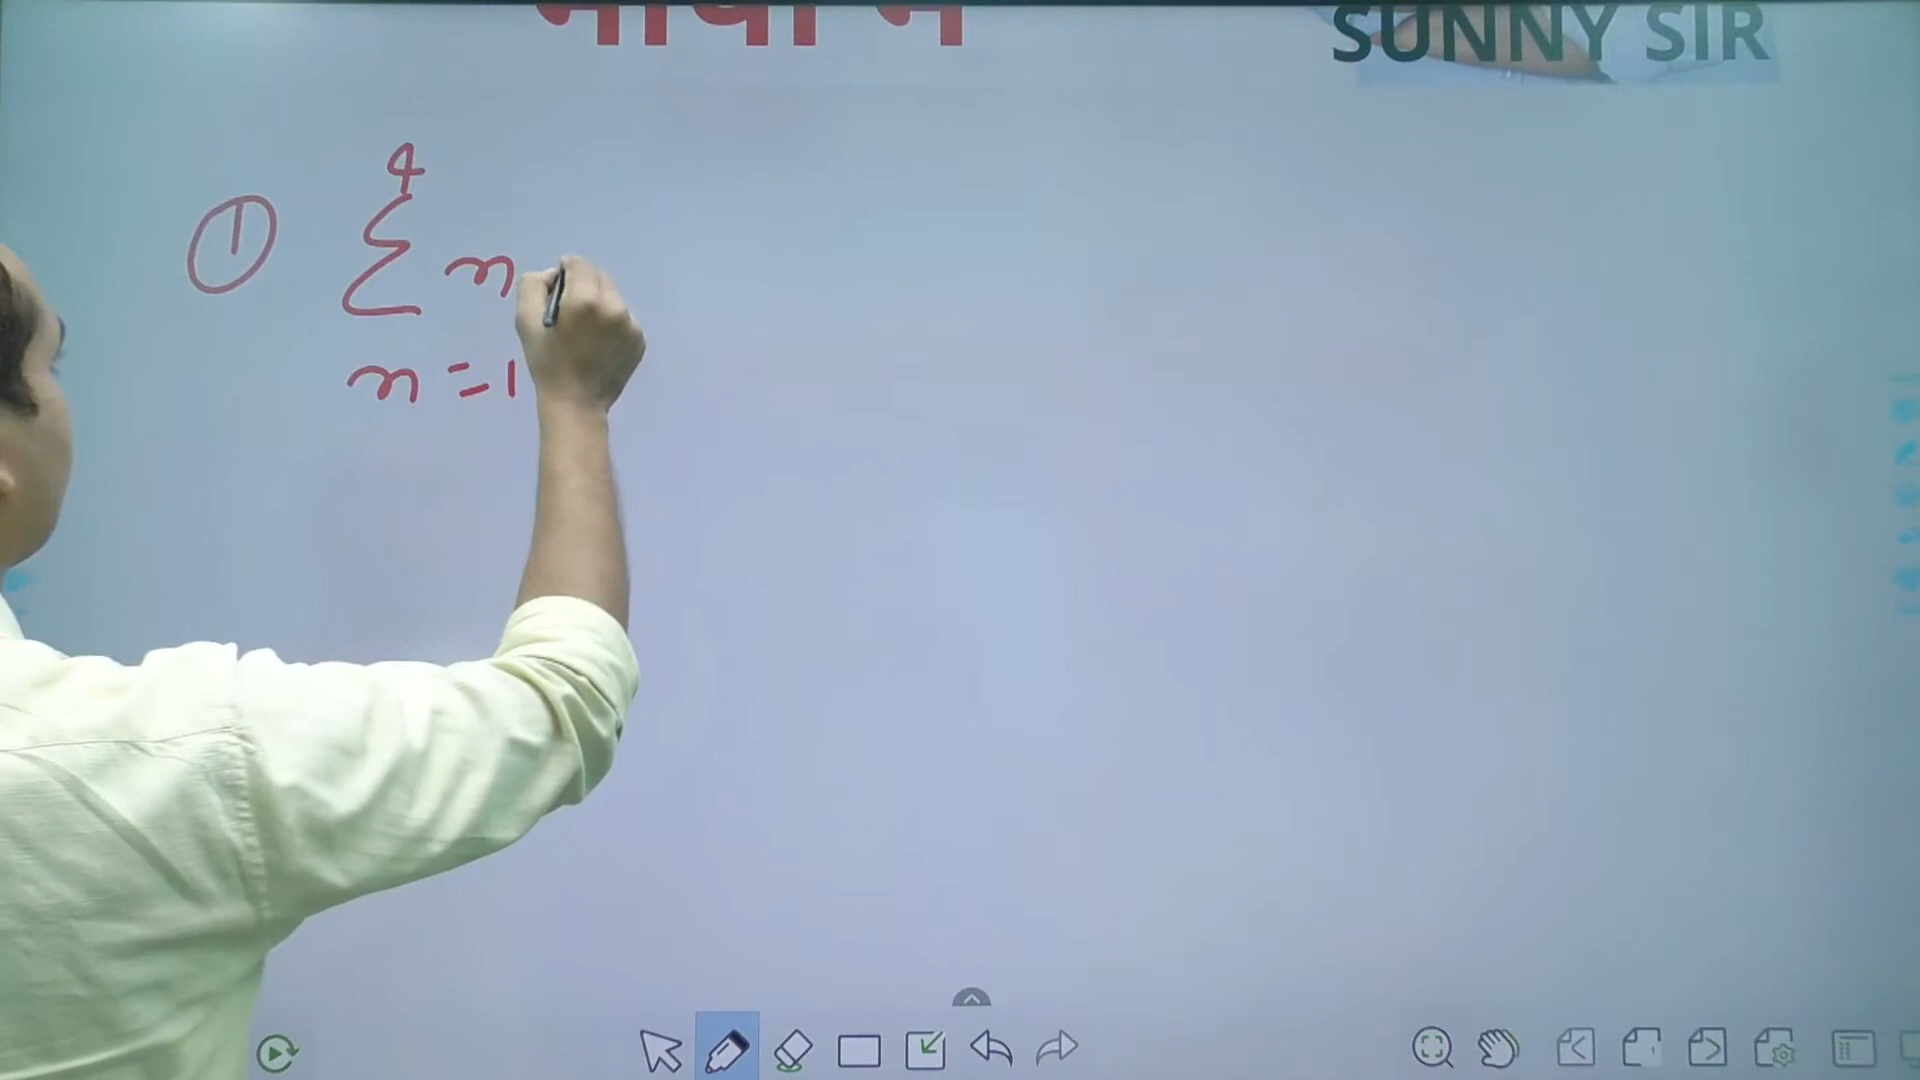 SUNNY SIR
① 4
Σ n
n = 1